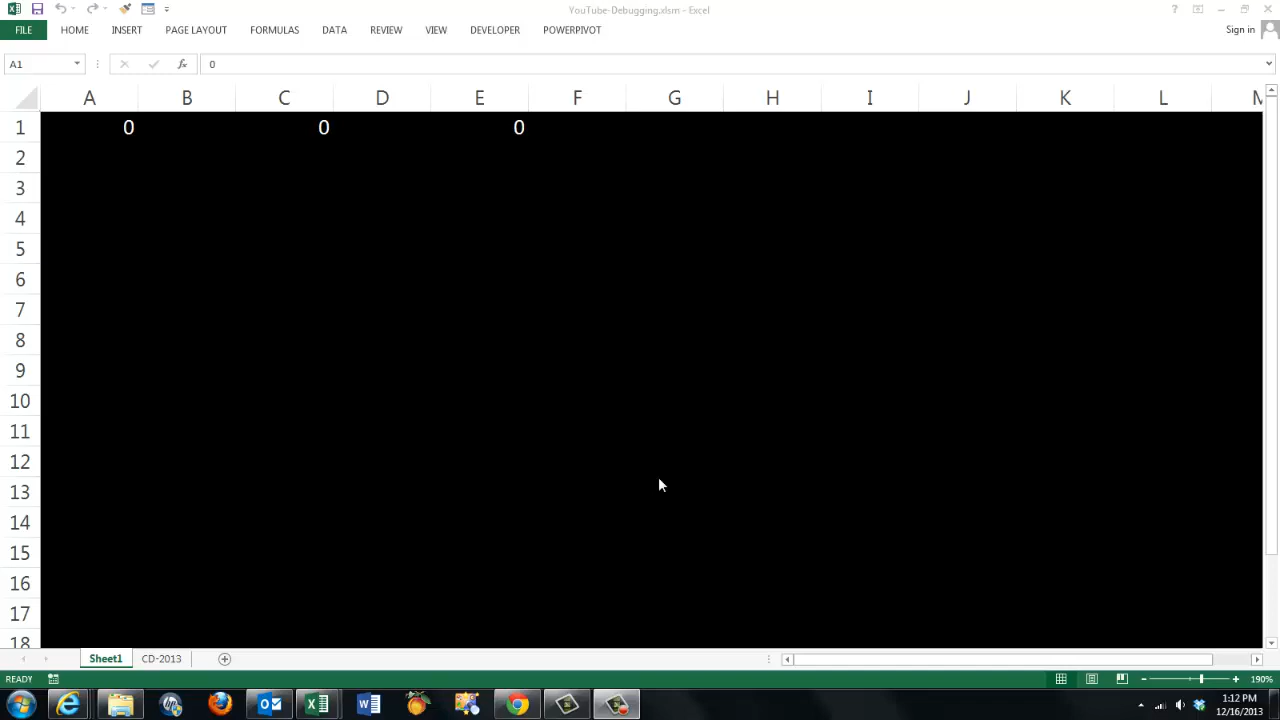 YouTube-Debugging.xlsm - Excel
FILE HOME INSERT PAGE LAYOUT FORMULAS DATA REVIEW VIEW DEVELOPER POWERPIVOT Sign in
A1 fx 0
A B C D E F G H I J K L M
1 0 0 0
2
3
4
5
6
7
8
9
10
11
12
13
14
15
16
17
18
Sheet1 CD-2013
READY 190%
1:12 PM
12/16/2013